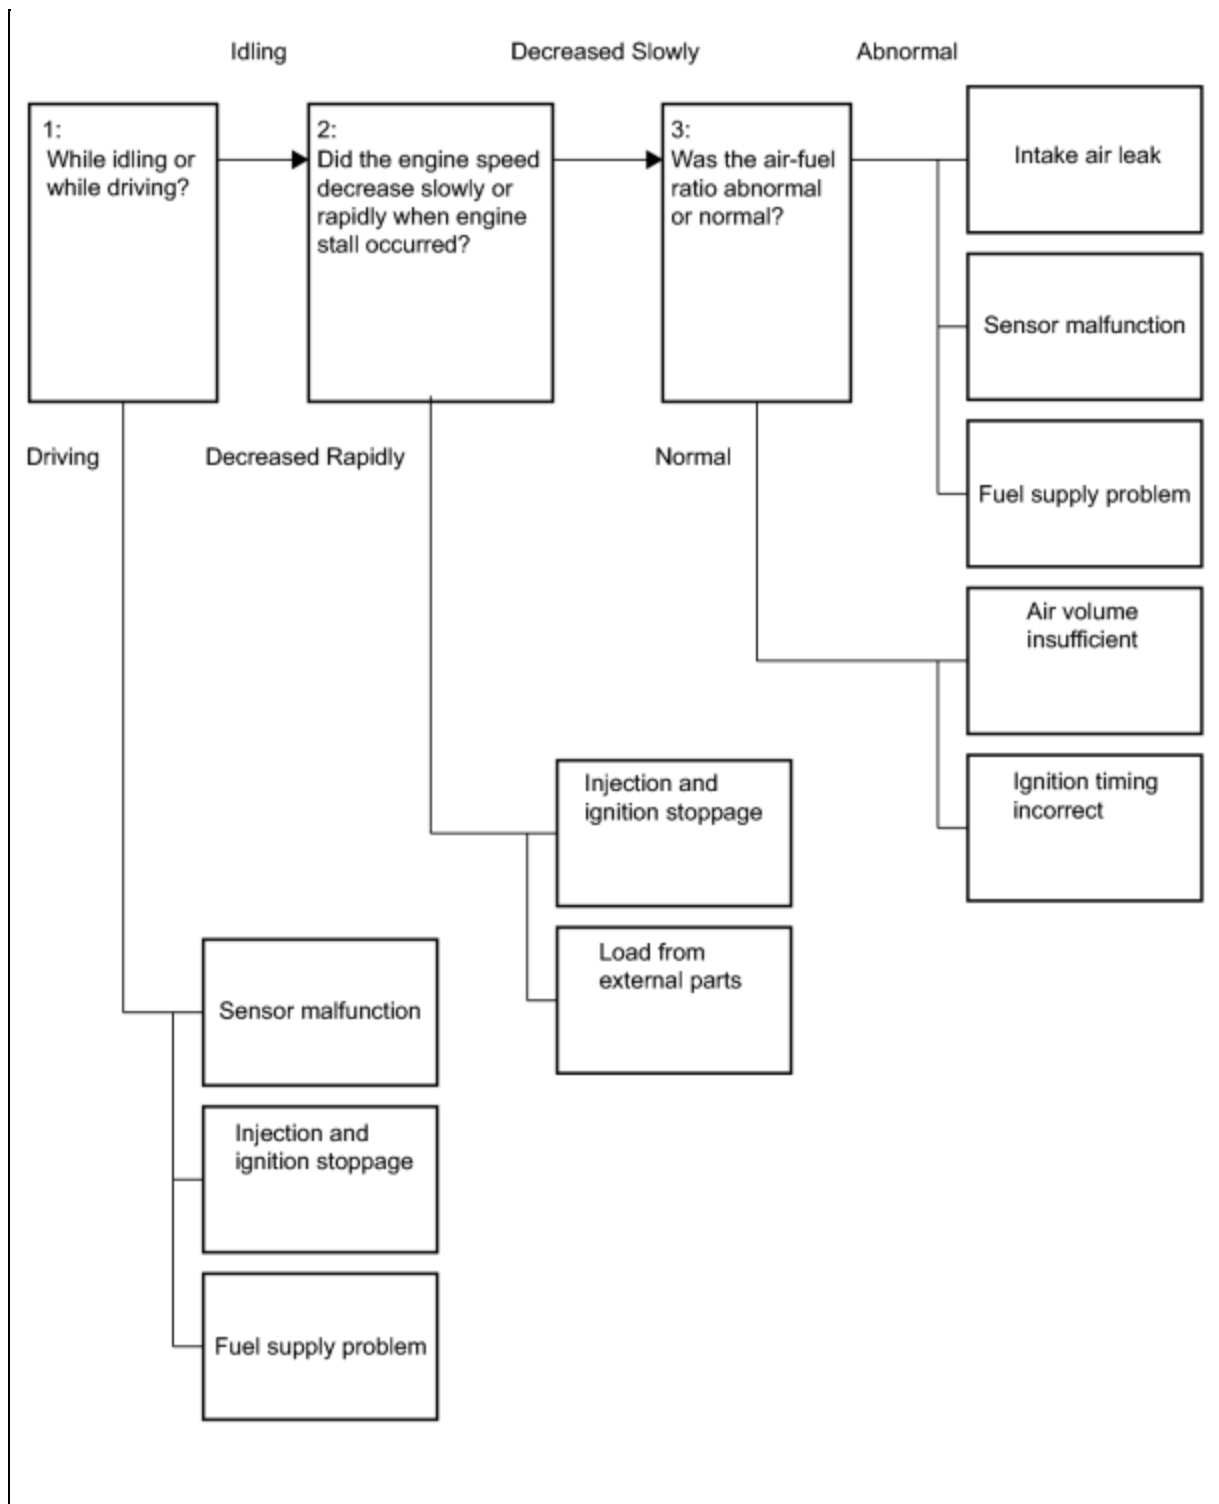 Idling
Decreased Slowly
Abnormal
1:
While idling or
while driving?
2:
Did the engine speed
decrease slowly or
rapidly when engine
stall occurred?
3:
Was the air-fuel
ratio abnormal
or normal?
Intake air leak
Sensor malfunction
Fuel supply problem
Driving
Decreased Rapidly
Normal
Air volume
insufficient
Ignition timing
incorrect
Injection and
ignition stoppage
Load from
external parts
Sensor malfunction
Injection and
ignition stoppage
Fuel supply problem